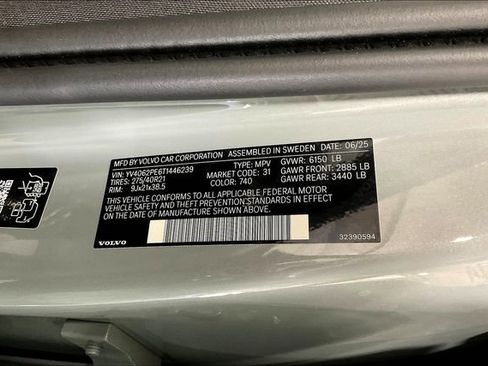 MFD BY VOLVO CAR CORPORATION ASSEMBLED IN SWEDEN DATE: 06/25
VIN: YV4062PE6T1446239 TYPE: MPV GVWR: 6150 LB
TIRES: 275/40R21 MARKET CODE: 31 GAWR FRONT: 2885 LB
RIM: 9Jx21x38.5 COLOR: 740 GAWR REAR: 3440 LB
THIS VEHICLE CONFORMS TO ALL APPLICABLE FEDERAL MOTOR
VEHICLE SAFETY AND BUMPER STANDARDS IN EFFECT
ON THE DATE OF MANUFACTURE SHOWN ABOVE.
VOLVO 32390594